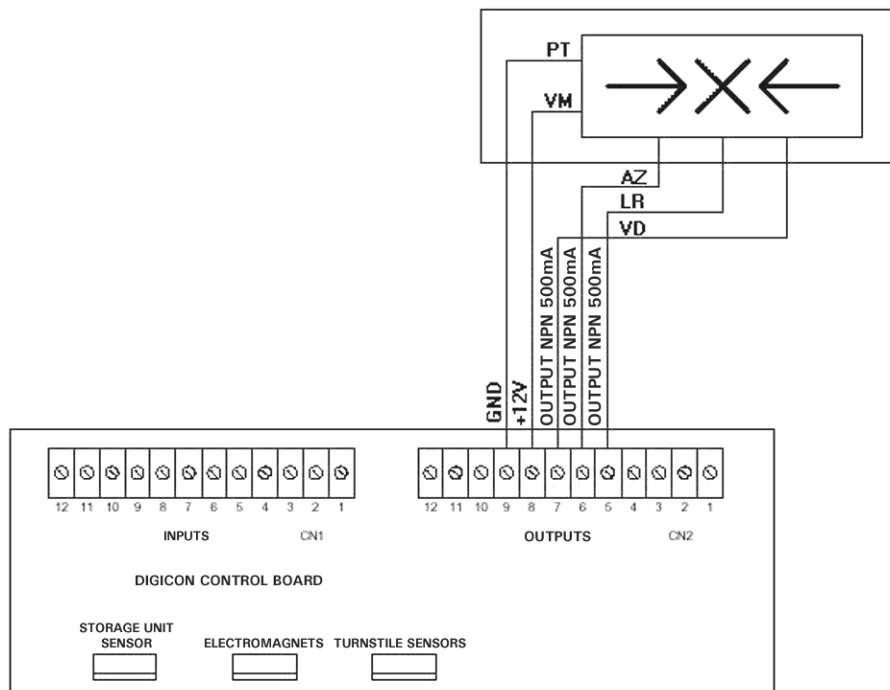 PT
VM
AZ
LR
VD
GND
+12V
OUTPUT NPN 500mA
OUTPUT NPN 500mA
OUTPUT NPN 500mA
12 11 10 9 8 7 6 5 4 3 2 1
INPUTS CN1
12 11 10 9 8 7 6 5 4 3 2 1
OUTPUTS CN2
DIGICON CONTROL BOARD
STORAGE UNIT
SENSOR
ELECTROMAGNETS
TURNSTILE SENSORS